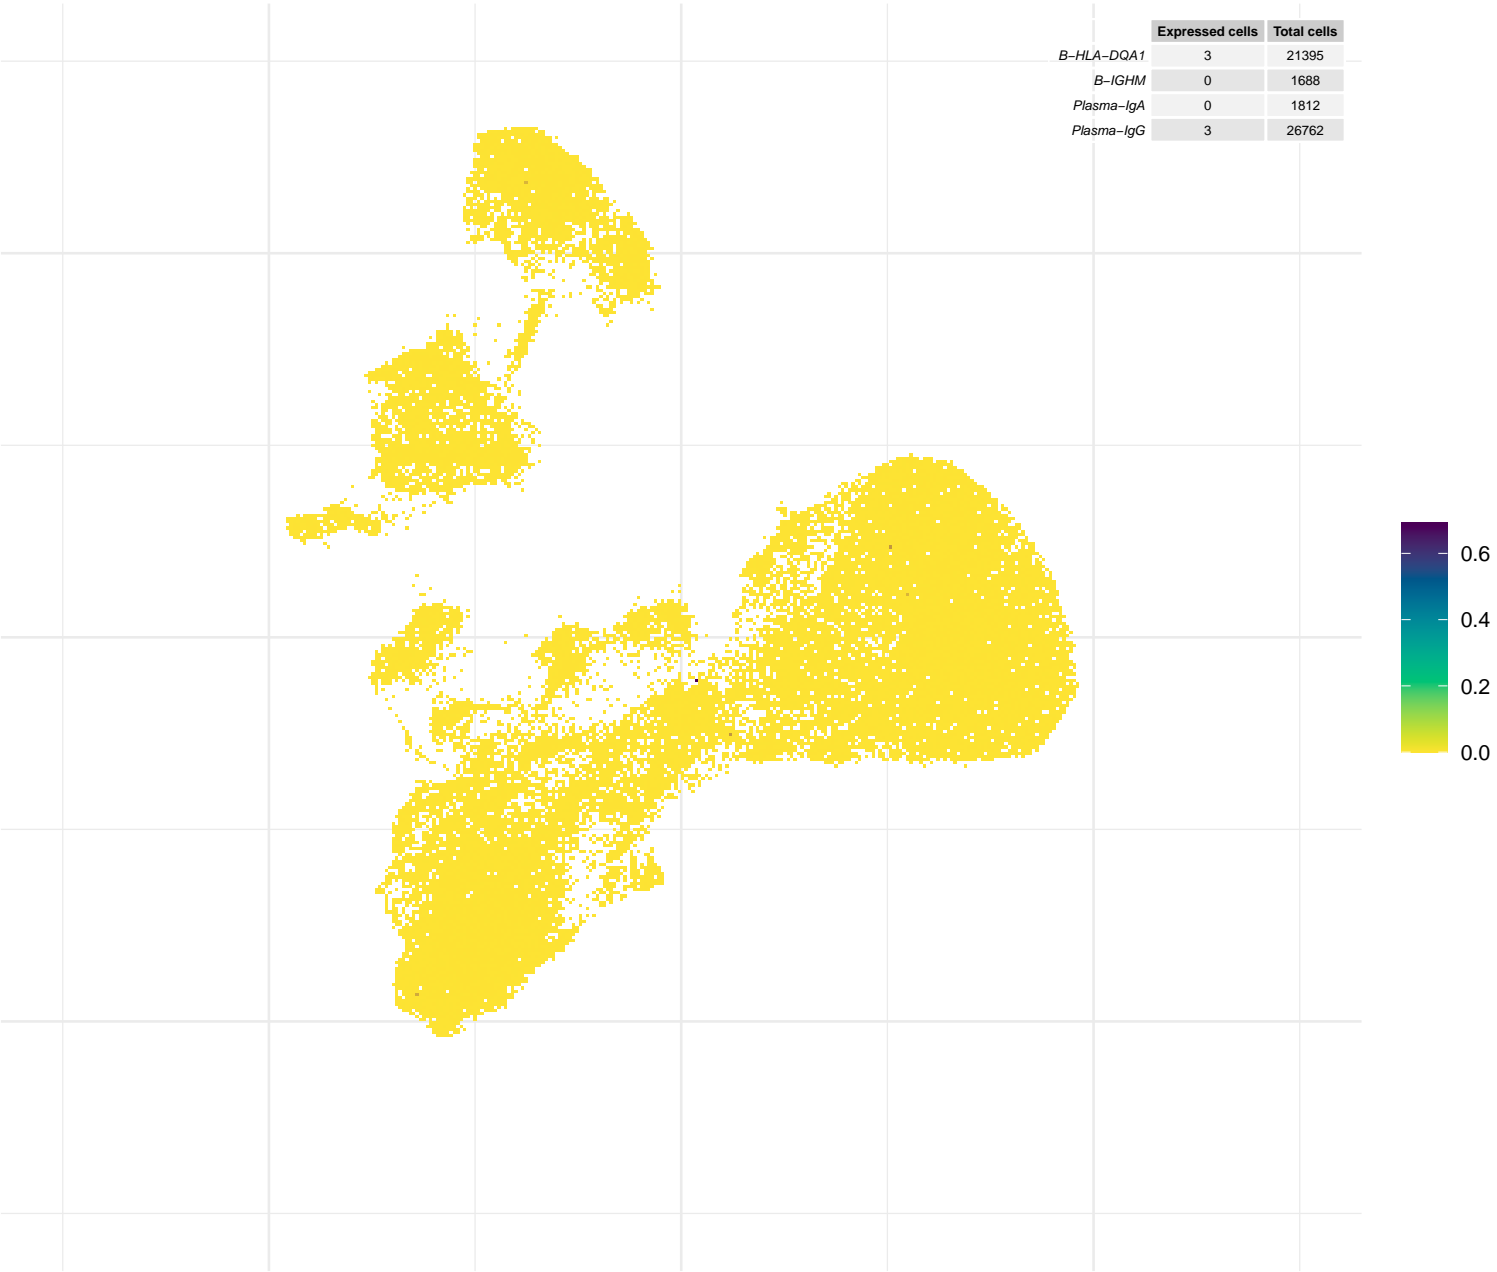 Expressed cells Total cells
B–HLA–DQA1 3 21395
B–IGHM 0 1688
Plasma–IgA 0 1812
Plasma–IgG 3 26762
0.6
0.4
0.2
0.0